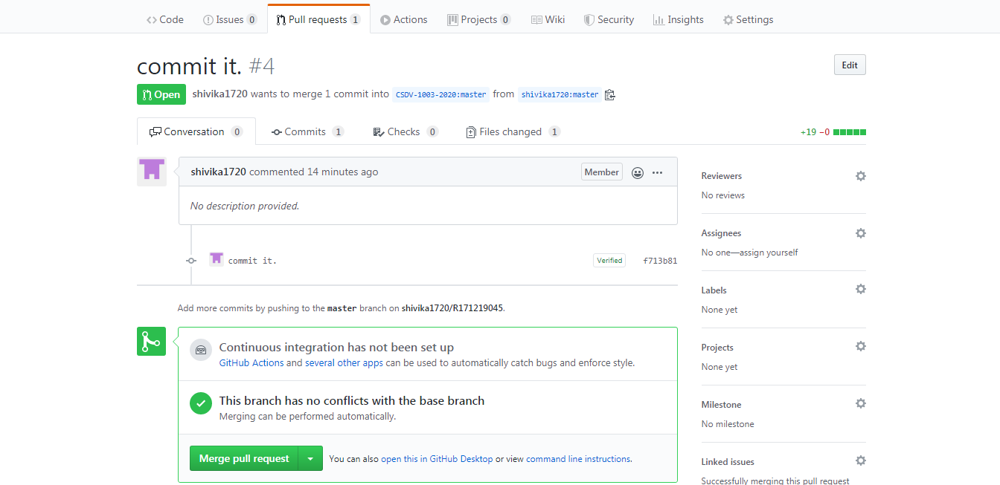 Code Issues 0 Pull requests 1 Actions Projects 0 Wiki Security Insights Settings
commit it. #4
Edit
Open shivika1720 wants to merge 1 commit into CSDV-1003-2020:master from shivika1720:master
Conversation 0 Commits 1 Checks 0 Files changed 1
+19 −0
shivika1720 commented 14 minutes ago Member
No description provided.
commit it. Verified f713b81
Add more commits by pushing to the master branch on shivika1720/R171219045.
Continuous integration has not been set up
GitHub Actions and several other apps can be used to automatically catch bugs and enforce style.
This branch has no conflicts with the base branch
Merging can be performed automatically.
Merge pull request You can also open this in GitHub Desktop or view command line instructions.
Reviewers
No reviews
Assignees
No one—assign yourself
Labels
None yet
Projects
None yet
Milestone
No milestone
Linked issues
Successfully merging this pull request